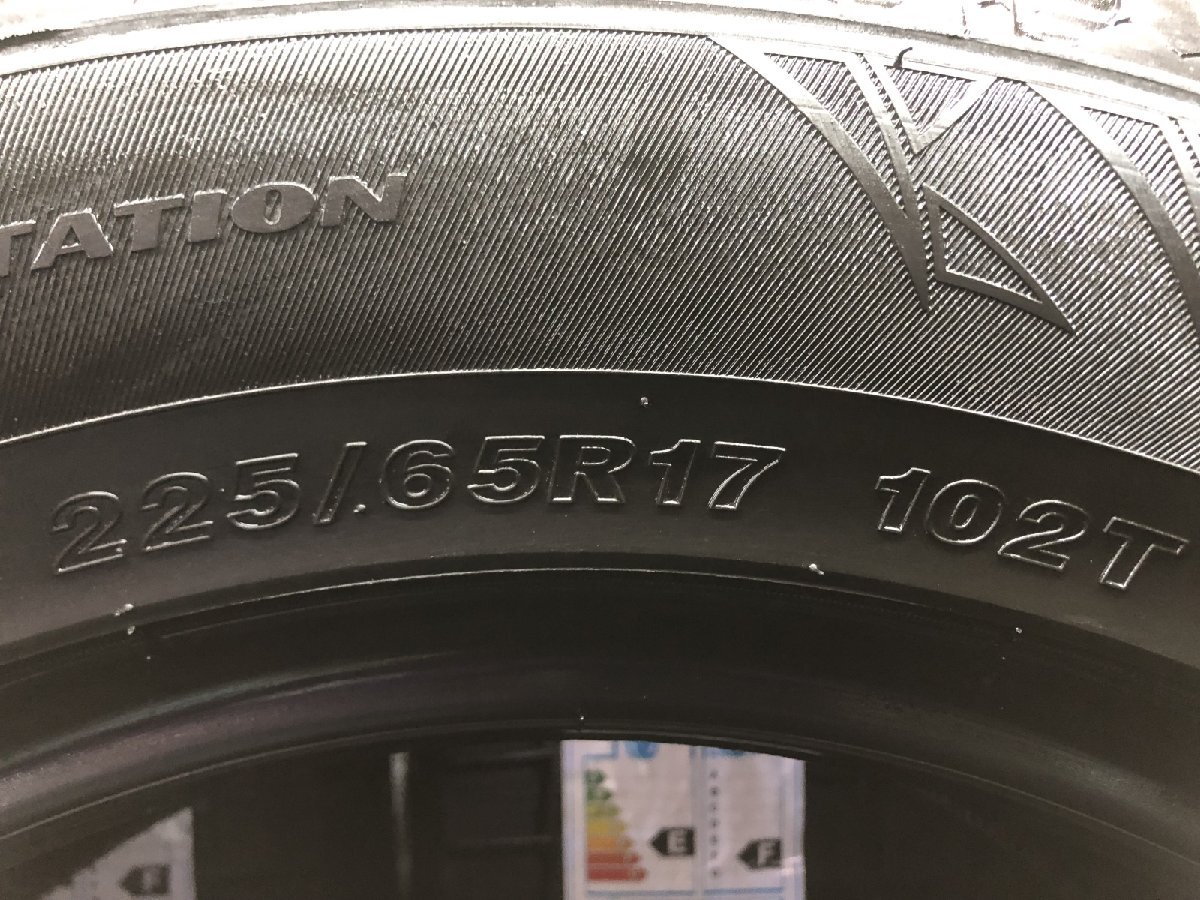 TATION
225/65R17 102T
E
F